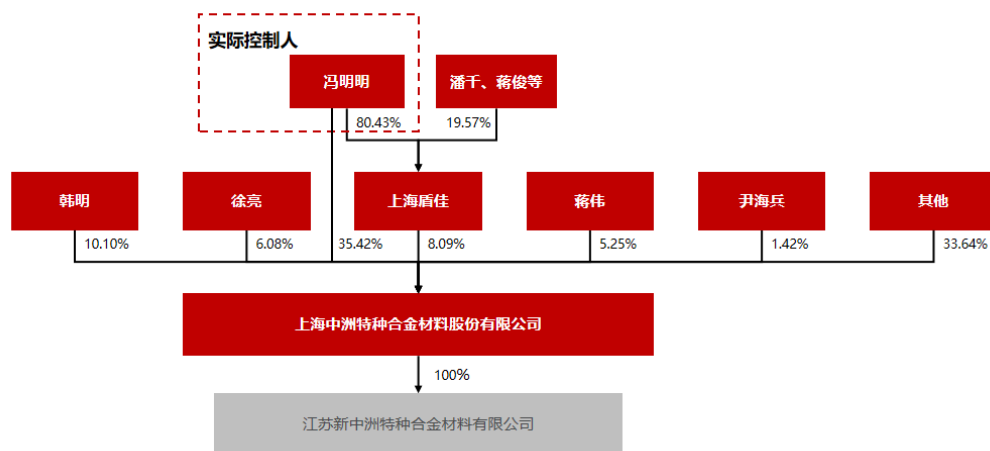 实际控制人
冯明明
潘千、蒋俊等
80.43%
19.57%
韩明
徐亮
上海盾佳
蒋伟
尹海兵
其他
10.10%
6.08%
35.42%
8.09%
5.25%
1.42%
33.64%
上海中洲特种合金材料股份有限公司
100%
江苏新中洲特种合金材料有限公司